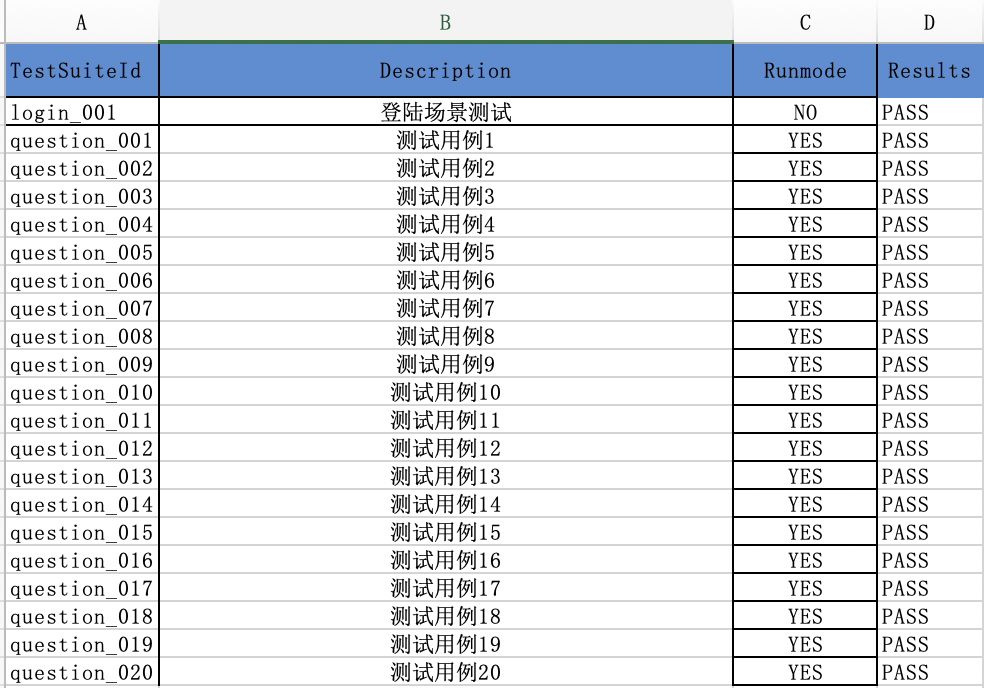 A B C D
TestSuiteId Description Runmode Results
login_001 登陆场景测试 NO PASS
question_001 测试用例1 YES PASS
question_002 测试用例2 YES PASS
question_003 测试用例3 YES PASS
question_004 测试用例4 YES PASS
question_005 测试用例5 YES PASS
question_006 测试用例6 YES PASS
question_007 测试用例7 YES PASS
question_008 测试用例8 YES PASS
question_009 测试用例9 YES PASS
question_010 测试用例10 YES PASS
question_011 测试用例11 YES PASS
question_012 测试用例12 YES PASS
question_013 测试用例13 YES PASS
question_014 测试用例14 YES PASS
question_015 测试用例15 YES PASS
question_016 测试用例16 YES PASS
question_017 测试用例17 YES PASS
question_018 测试用例18 YES PASS
question_019 测试用例19 YES PASS
question_020 测试用例20 YES PASS